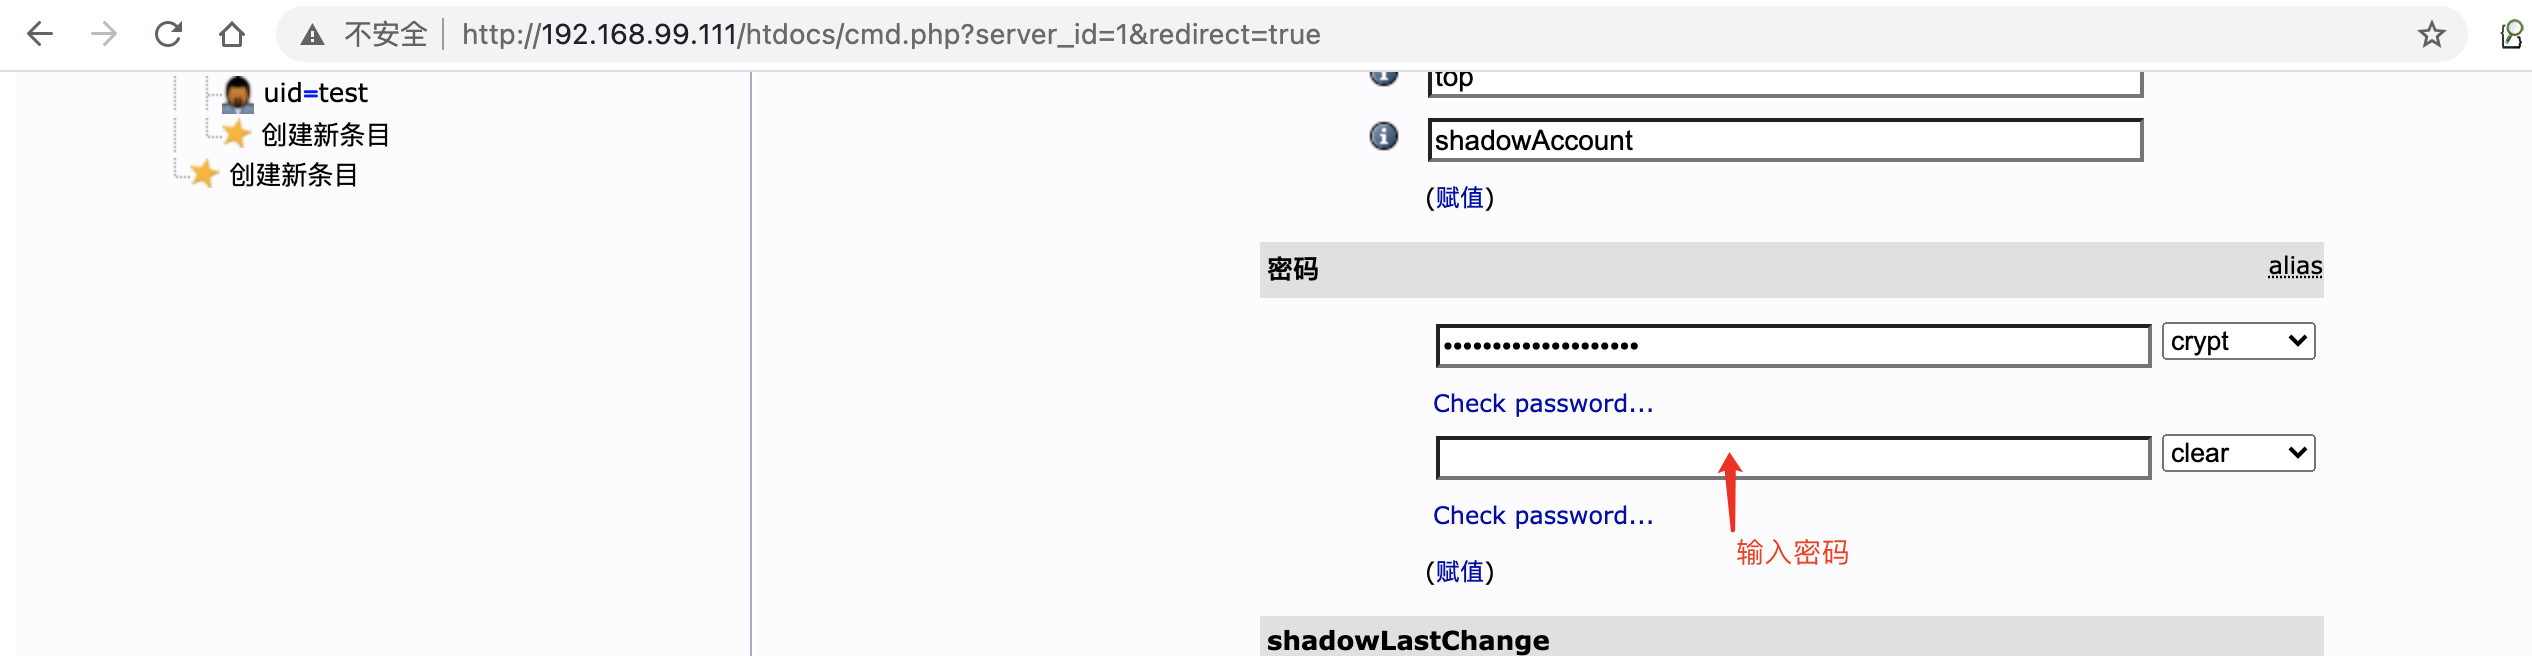 不安全 http://192.168.99.111/htdocs/cmd.php?server_id=1&redirect=true
uid=test
创建新条目
创建新条目
top
shadowAccount
(赋值)
密码 alias
•••••••••••••••••••• crypt
Check password...
clear
Check password...
输入密码
(赋值)
shadowLastChange